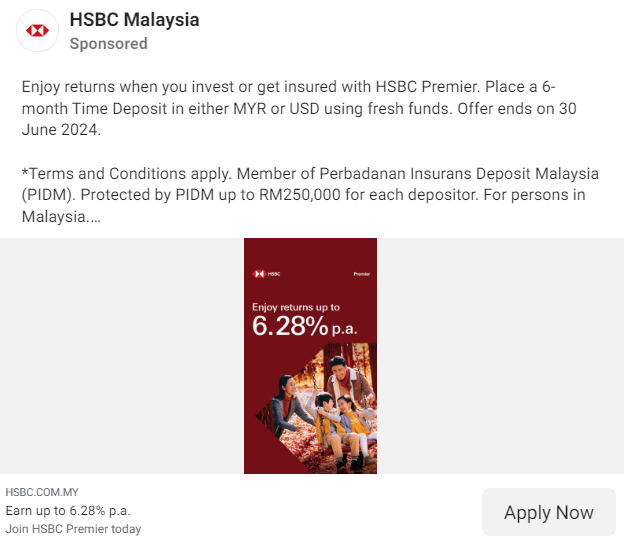 HSBC Malaysia
Sponsored
Enjoy returns when you invest or get insured with HSBC Premier. Place a 6-
month Time Deposit in either MYR or USD using fresh funds. Offer ends on 30
June 2024.
*Terms and Conditions apply. Member of Perbadanan Insurans Deposit Malaysia
(PIDM). Protected by PIDM up to RM250,000 for each depositor. For persons in
Malaysia....
HSBC Premier
Enjoy returns up to
6.28% p.a.
HSBC.COM.MY
Earn up to 6.28% p.a.
Join HSBC Premier today
Apply Now